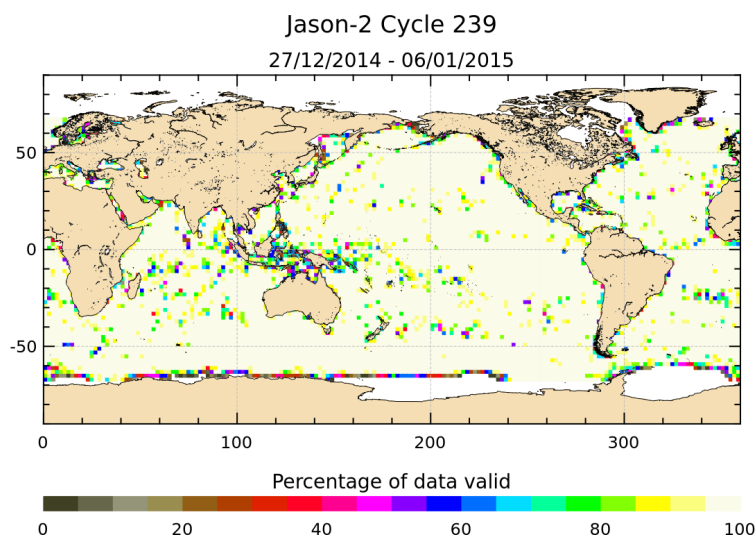 Jason-2 Cycle 239
27/12/2014 - 06/01/2015
50
0
-50
0 100 200 300
Percentage of data valid
0 20 40 60 80 100